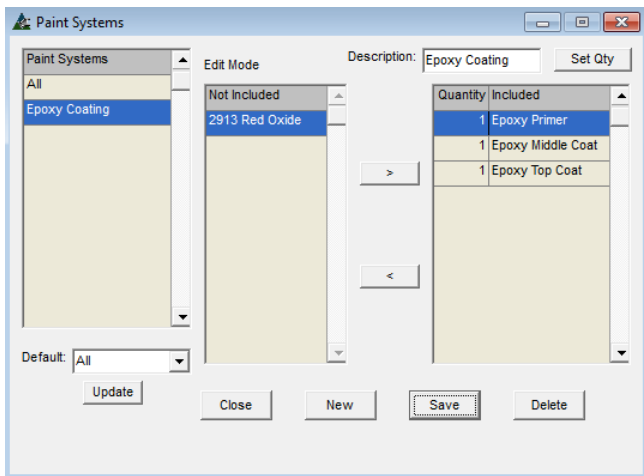 Paint Systems
Paint Systems
All
Epoxy Coating
Edit Mode
Description: Epoxy Coating
Set Qty
Not Included
2913 Red Oxide
>
<
Quantity Included
1 Epoxy Primer
1 Epoxy Middle Coat
1 Epoxy Top Coat
Default: All
Update
Close
New
Save
Delete